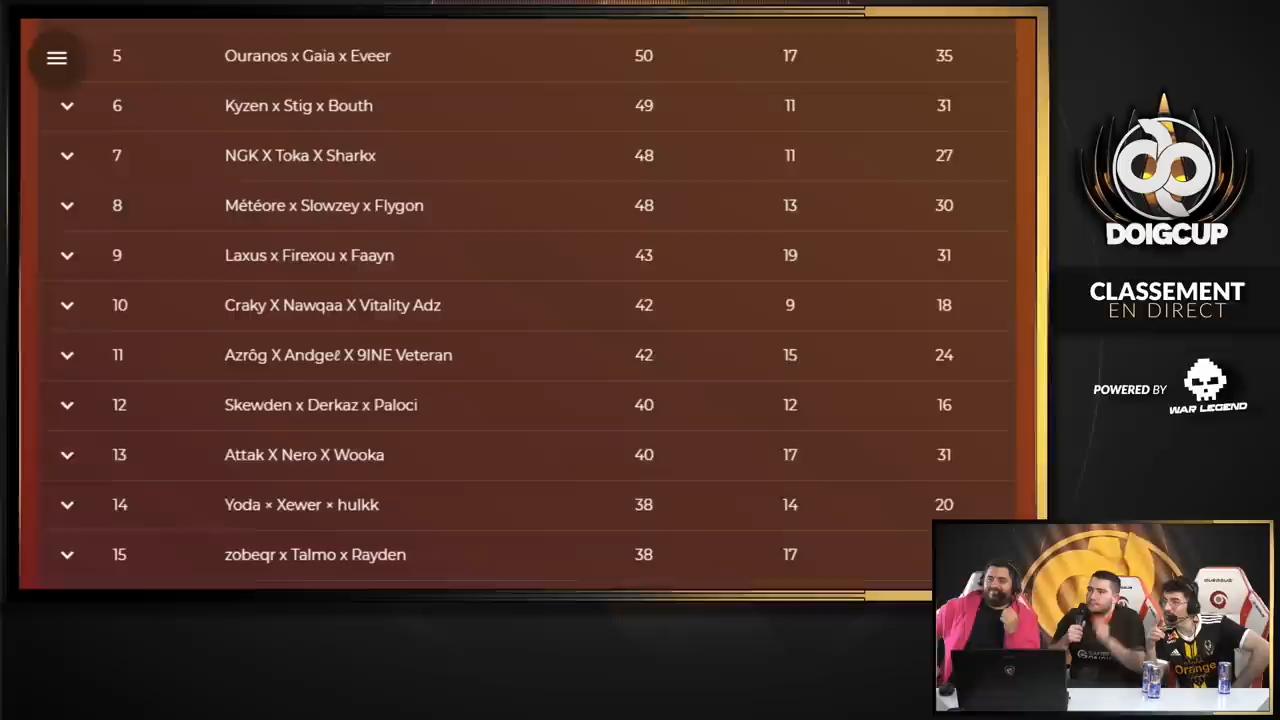 5 Ouranos x Gaïa x Eveer 50 17 35
6 Kyzen x Stig x Bouth 49 11 31
7 NGK X Toka X Sharkx 48 11 27
8 Météore x Slowzey x Flygon 48 13 30
9 Laxus x Firexou x Faayn 43 19 31
10 Craky X Nawqaa X Vitality Adz 42 9 18
11 Azrôg X Andgeℓ X 9INE Veteran 42 15 24
12 Skewden x Derkaz x Paloci 40 12 16
13 Attak X Nero X Wooka 40 17 31
14 Yoda × Xewer × hulkk 38 14 20
15 zobeqr x Talmo x Rayden 38 17
DOIGCUP
CLASSEMENT
EN DIRECT
POWERED BY
WAR LEGEND
Orange